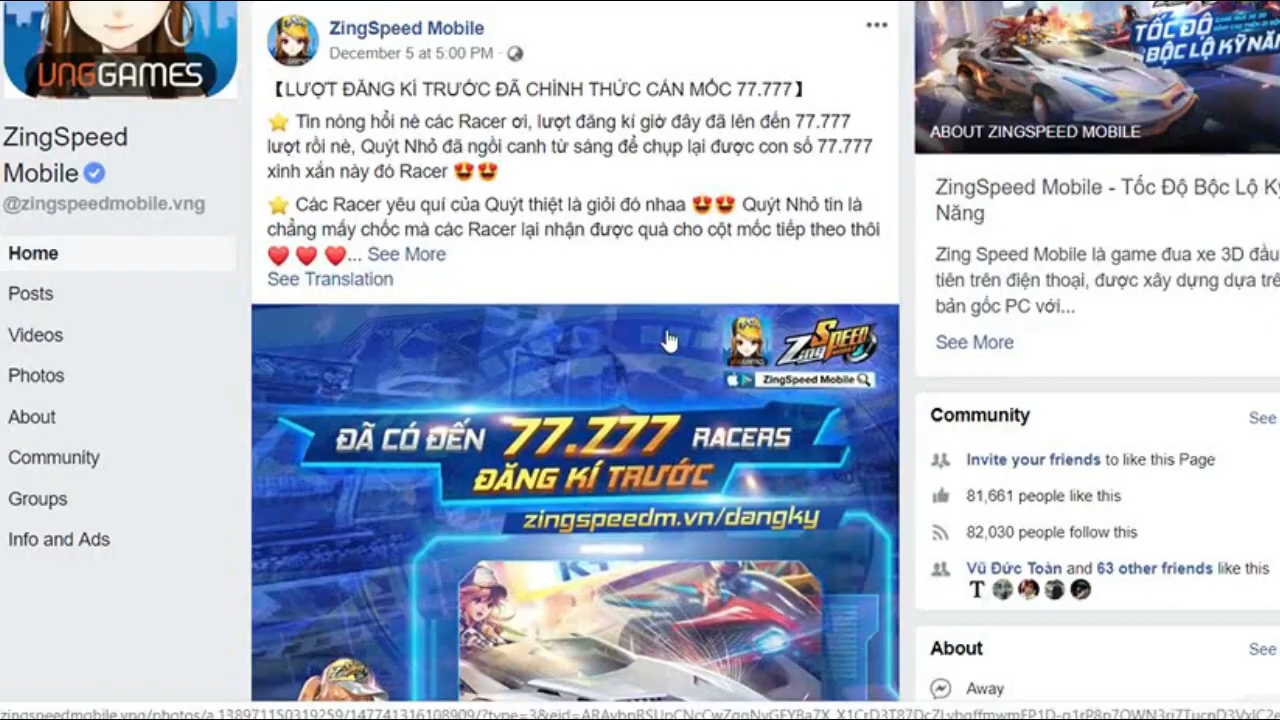 VNGGAMES
ZingSpeed
Mobile
@zingspeedmobile.vng
Home
Posts
Videos
Photos
About
Community
Groups
Info and Ads
ZingSpeed Mobile
December 5 at 5:00 PM ·
【LƯỢT ĐĂNG KÍ TRƯỚC ĐÃ CHÍNH THỨC CÁN MỐC 77.777】
⭐ Tin nóng hổi nè các Racer ơi, lượt đăng kí giờ đây đã lên đến 77.777
lượt rồi nè, Quýt Nhỏ đã ngồi canh từ sáng để chụp lại được con số 77.777
xinh xắn này đó Racer 😍😍
⭐ Các Racer yêu quí của Quýt thiệt là giỏi đó nhaa 😍😍 Quýt Nhỏ tin là
chẳng mấy chốc mà các Racer lại nhận được quà cho cột mốc tiếp theo thôi
❤️ ❤️ ❤️... See More
See Translation
ZingSpeed
ZingSpeed Mobile
ĐÃ CÓ ĐẾN 77.777 RACERS
ĐĂNG KÍ TRƯỚC
zingspeedm.vn/dangky
TỐC ĐỘ
BỘC LỘ KỸ NĂN
ABOUT ZINGSPEED MOBILE
ZingSpeed Mobile - Tốc Độ Bộc Lộ Kỹ
Năng
Zing Speed Mobile là game đua xe 3D đầu
tiên trên điện thoại, được xây dựng dựa trê
bản gốc PC với...
See More
Community
See
Invite your friends to like this Page
81,661 people like this
82,030 people follow this
Vũ Đức Toàn and 63 other friends like this
T
About
See
Away